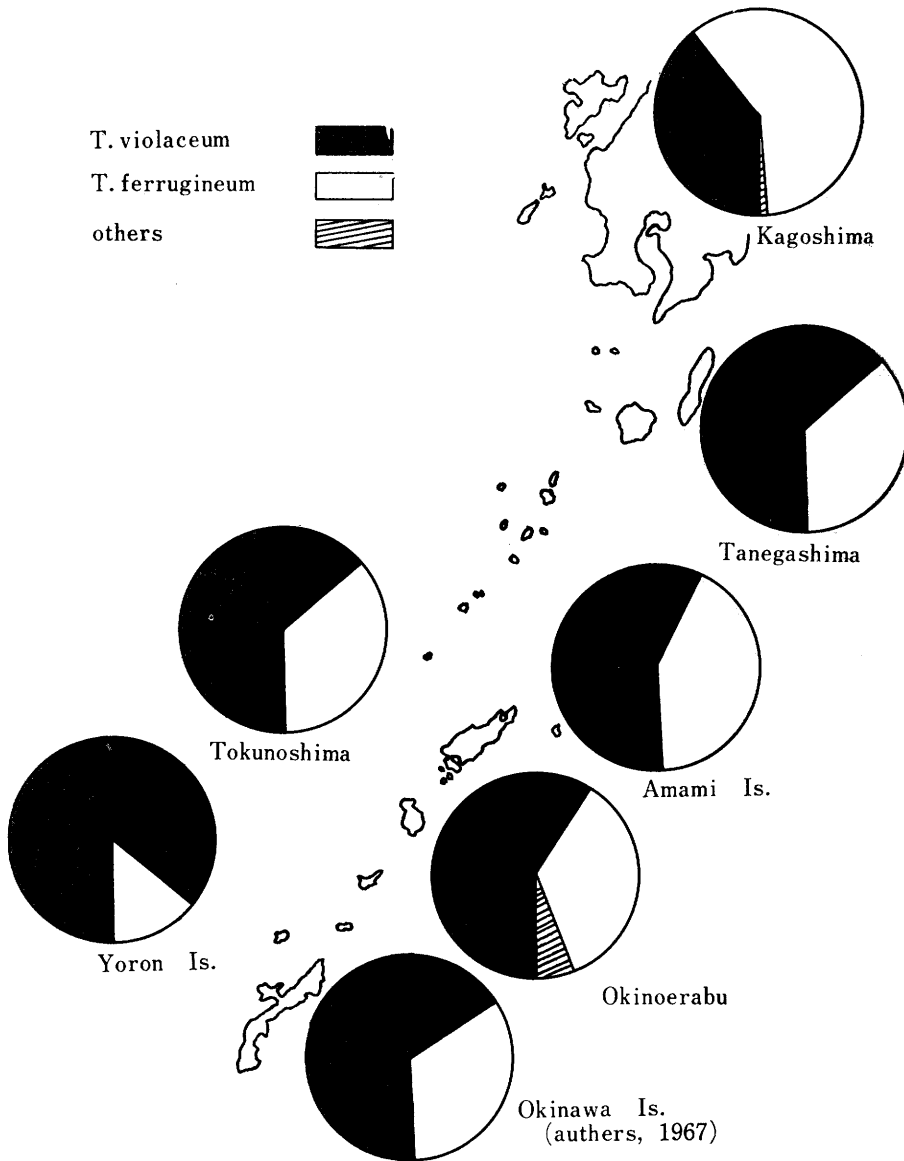 T. violaceum
T. ferrugineum
others
Kagoshima
Tanegashima
Tokunoshima
Amami Is.
Yoron Is.
Okinoerabu
Okinawa Is.
(authers, 1967)